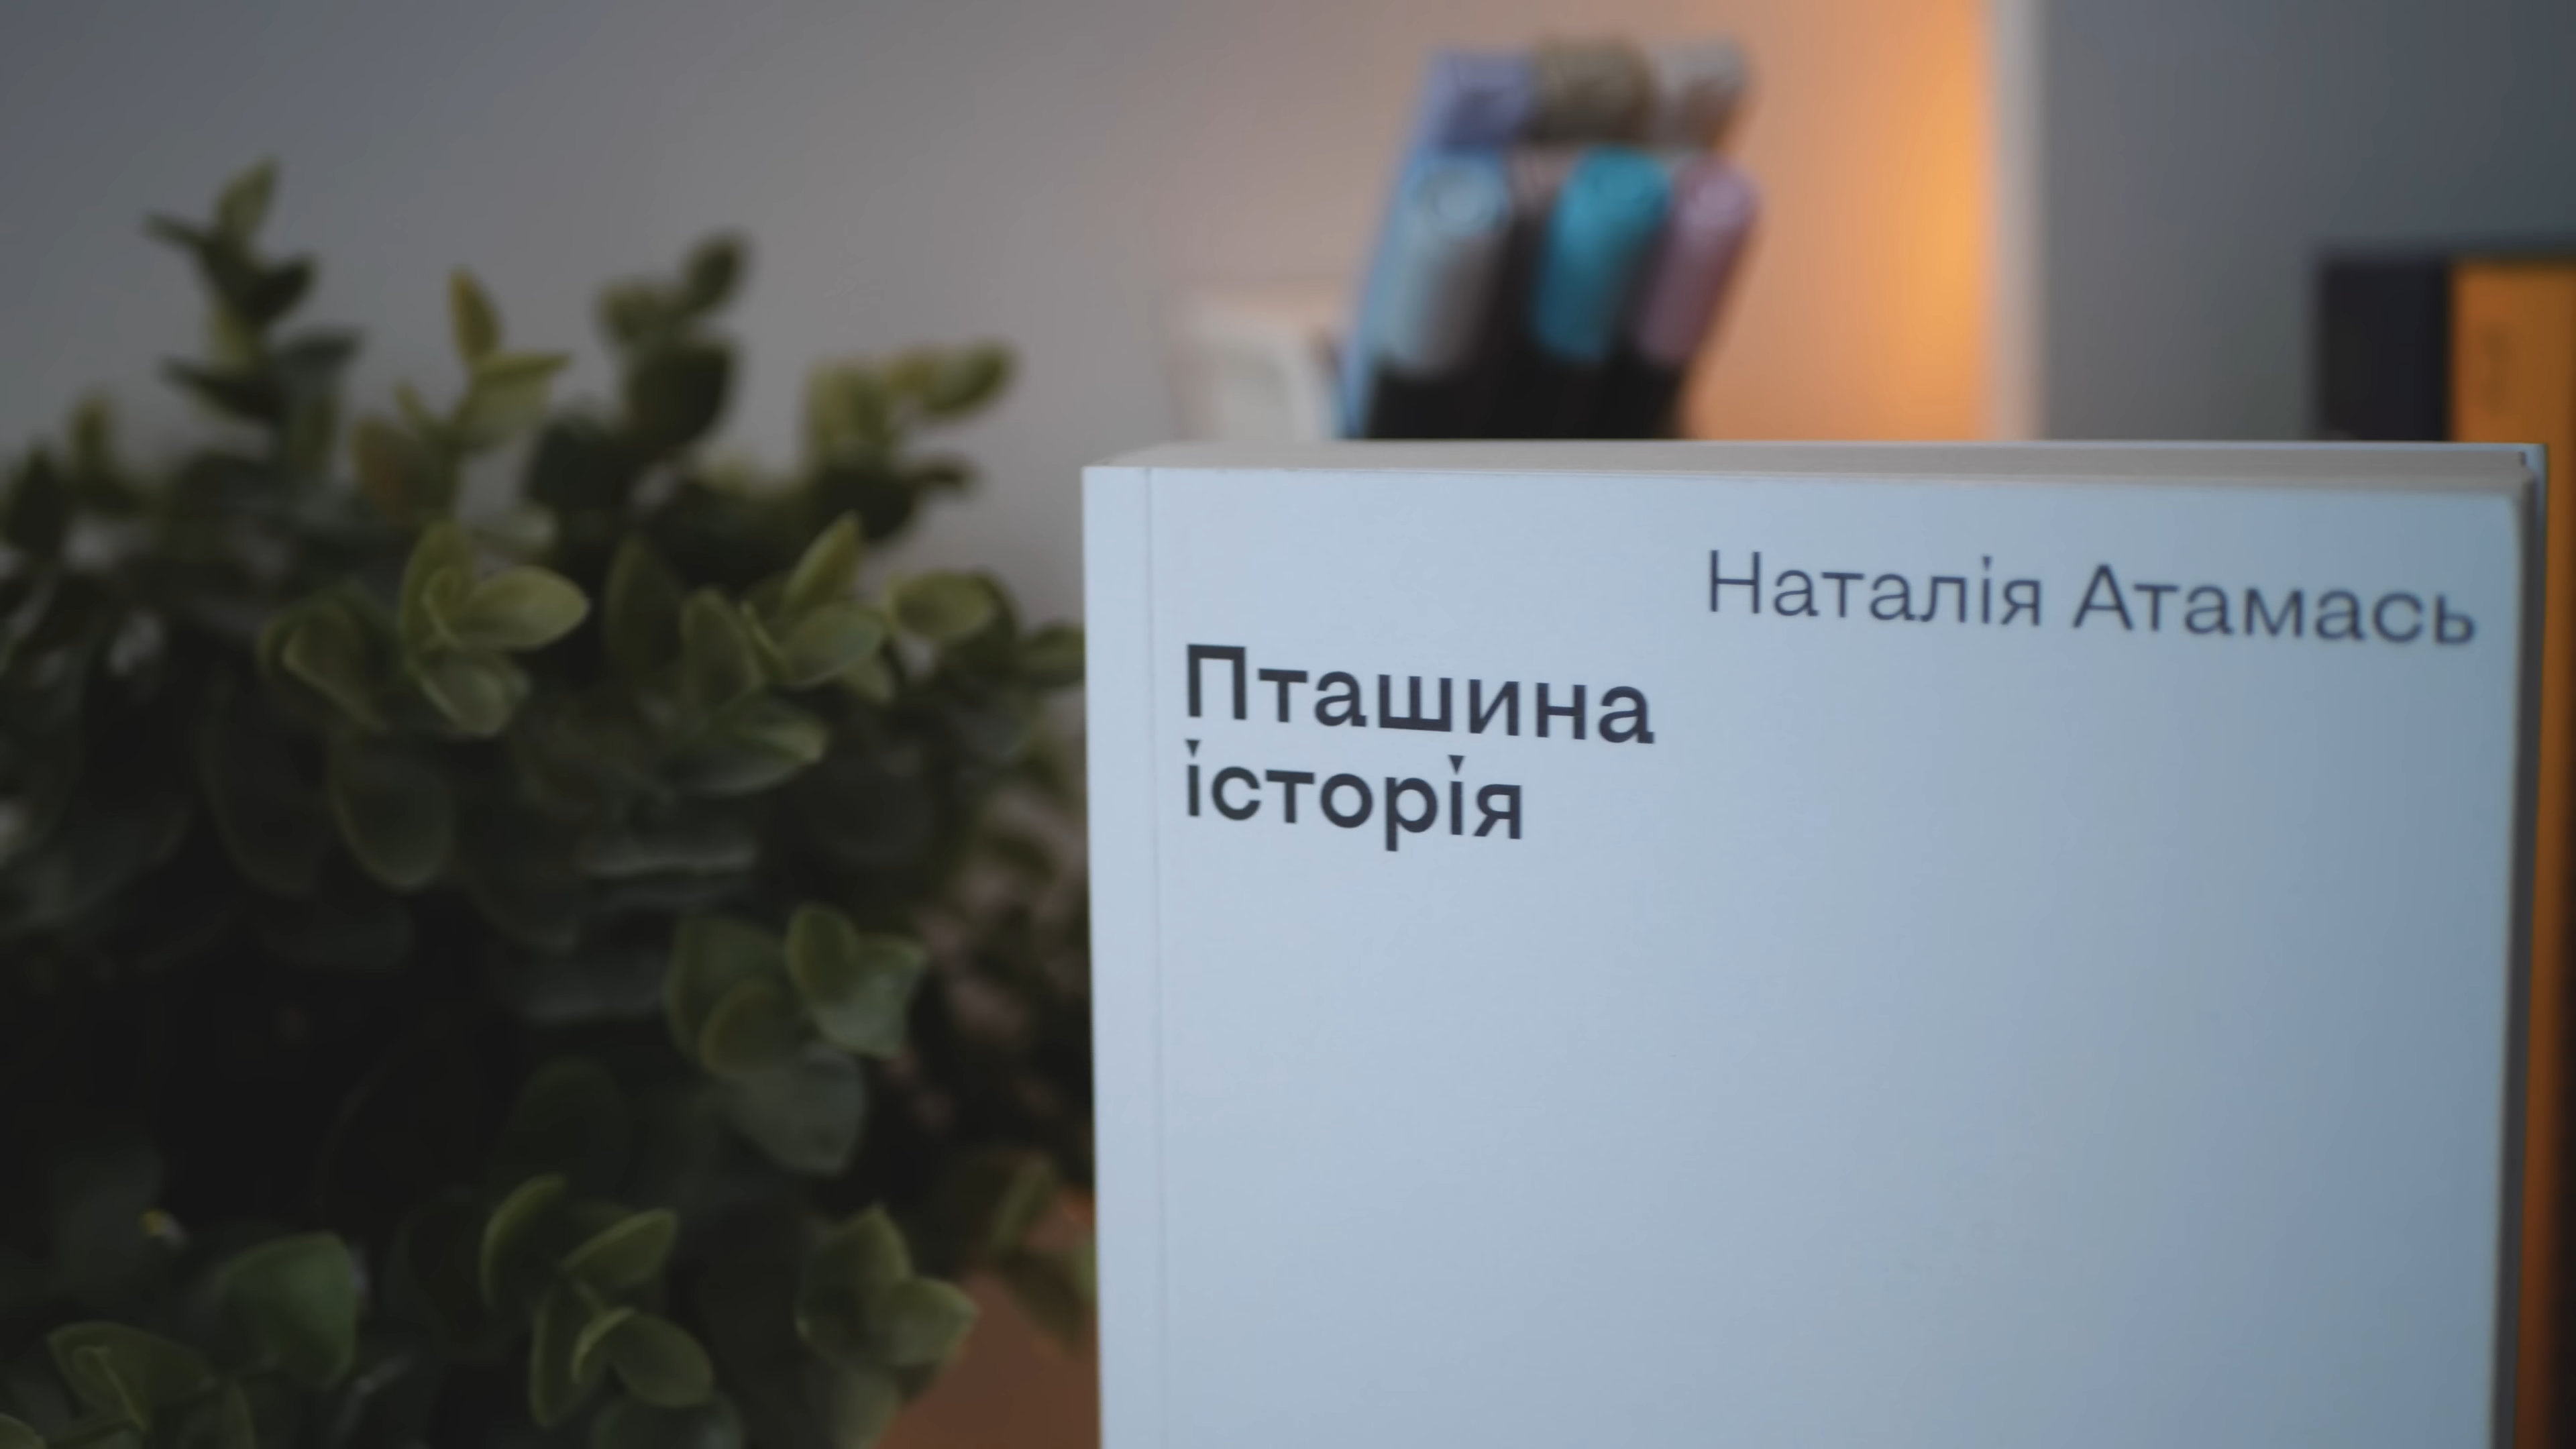 Наталія Атамась
Пташина
історія